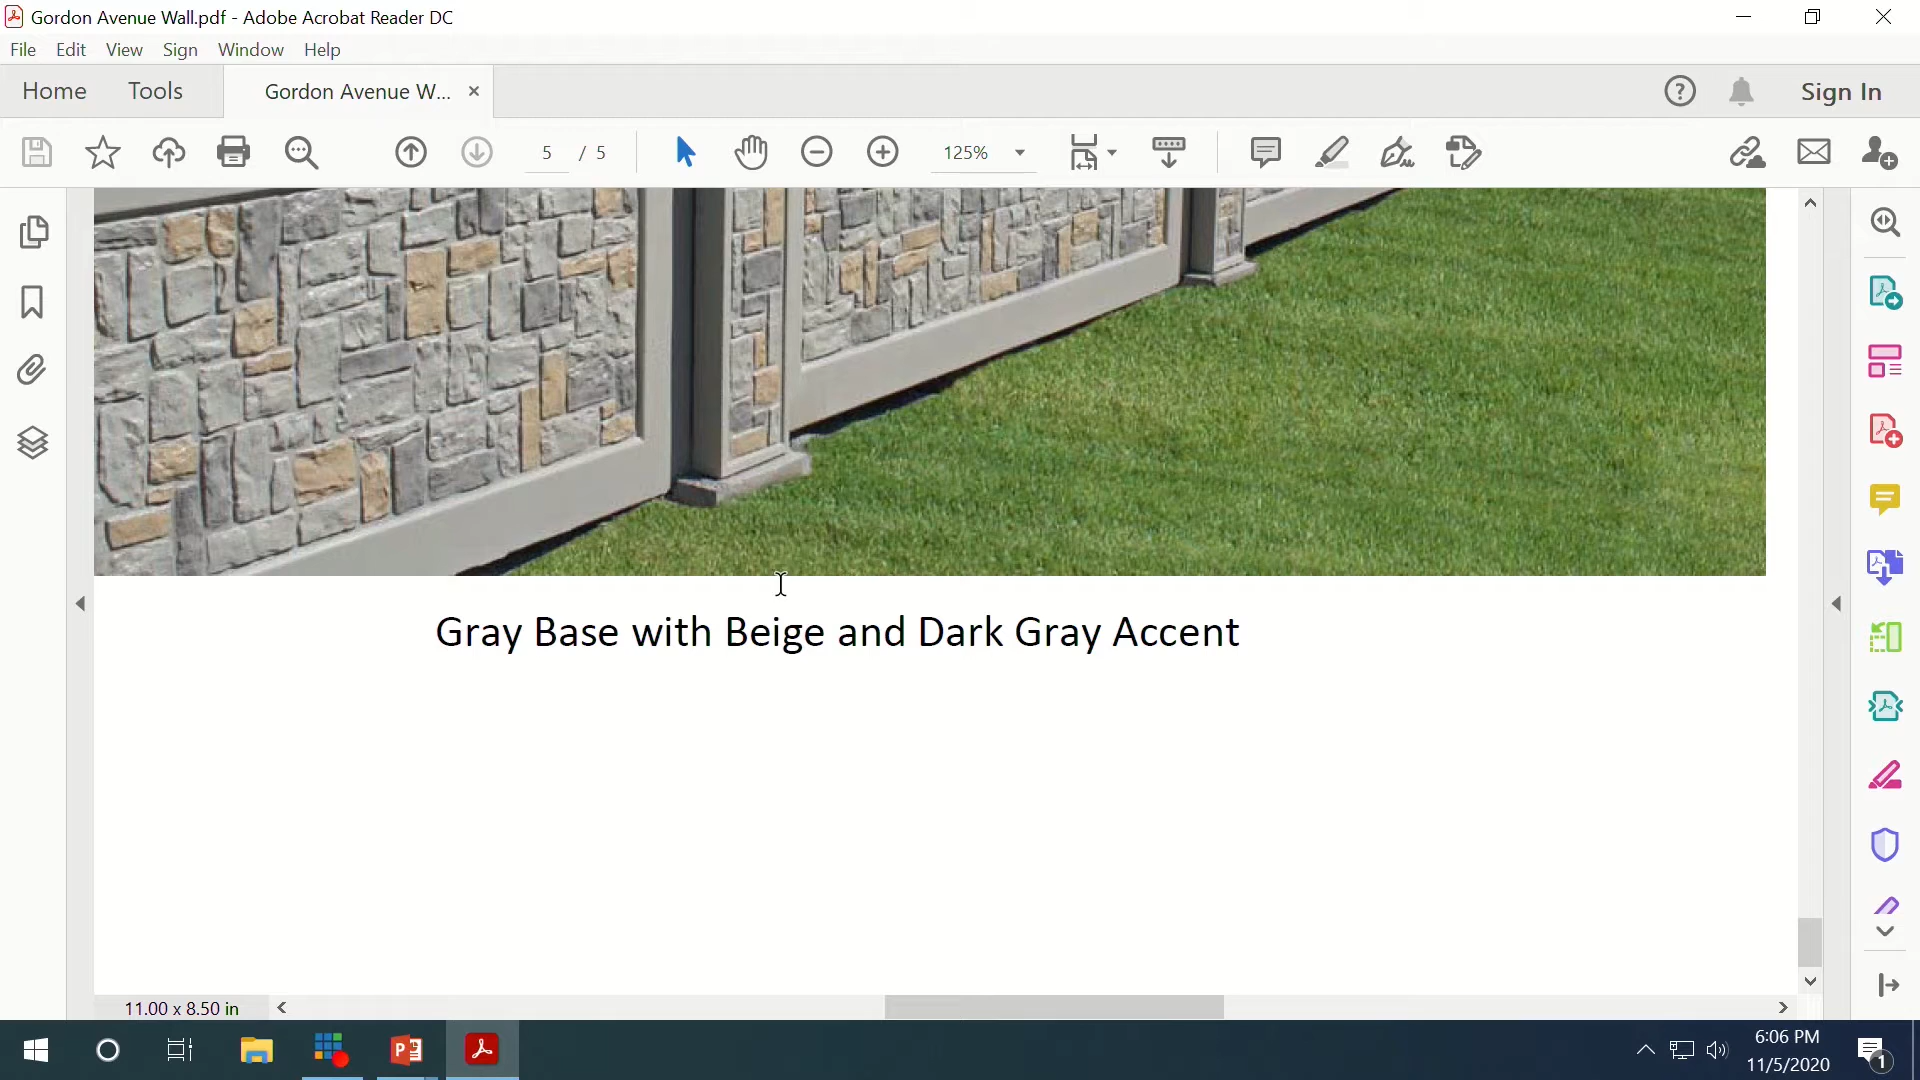 Gordon Avenue Wall.pdf - Adobe Acrobat Reader DC
File Edit View Sign Window Help
Home Tools Gordon Avenue W... × Sign In
5 / 5 125%
Gray Base with Beige and Dark Gray Accent
11.00 x 8.50 in
6:06 PM
11/5/2020
1